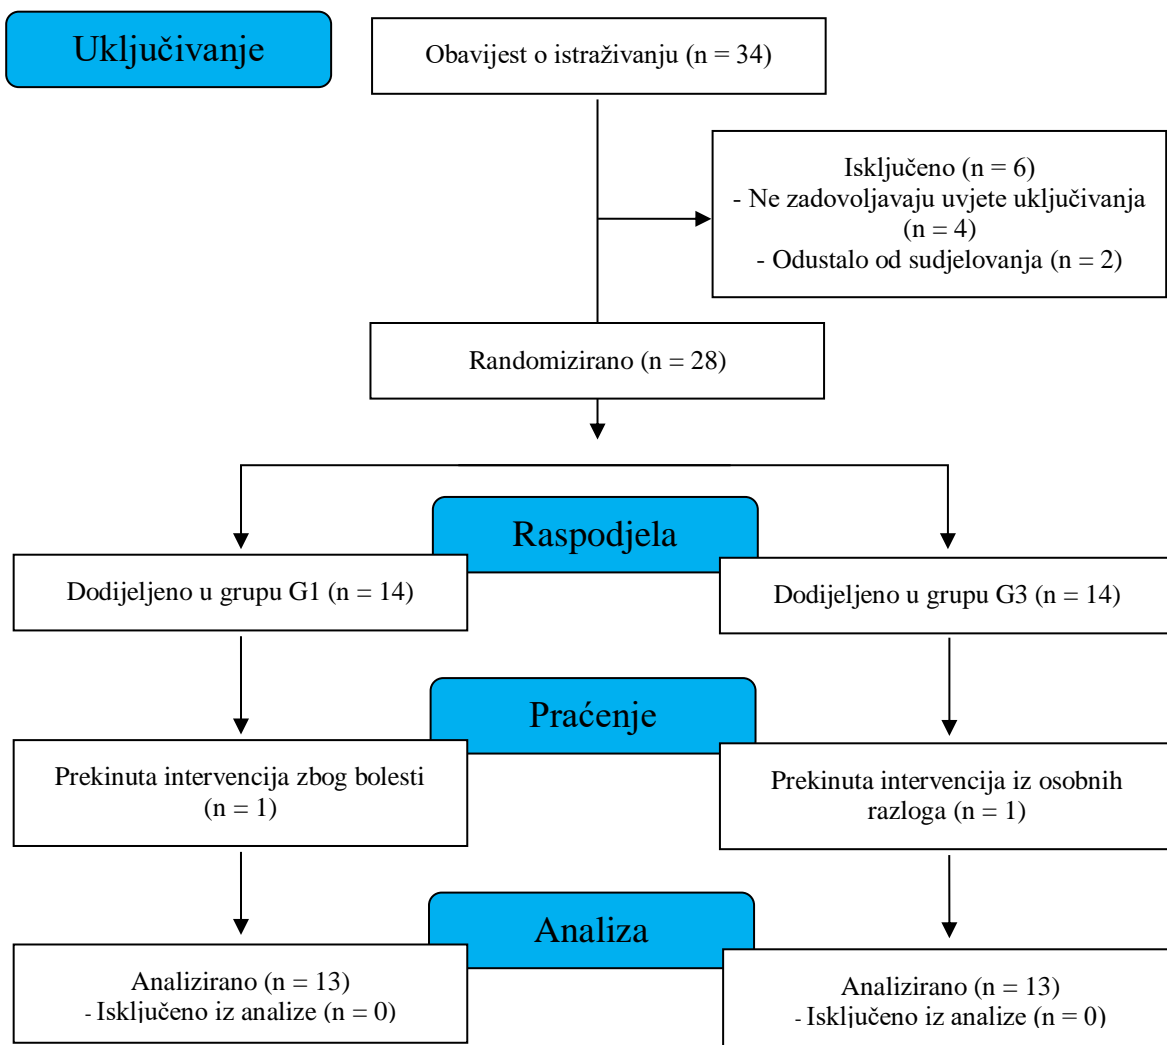 Uključivanje
Obavijest o istraživanju (n = 34)
Isključeno (n = 6)
- Ne zadovoljavaju uvjete uključivanja
(n = 4)
- Odustalo od sudjelovanja (n = 2)
Randomizirano (n = 28)
Raspodjela
Dodijeljeno u grupu G1 (n = 14)
Dodijeljeno u grupu G3 (n = 14)
Praćenje
Prekinuta intervencija zbog bolesti
(n = 1)
Prekinuta intervencija iz osobnih
razloga (n = 1)
Analiza
Analizirano (n = 13)
- Isključeno iz analize (n = 0)
Analizirano (n = 13)
- Isključeno iz analize (n = 0)